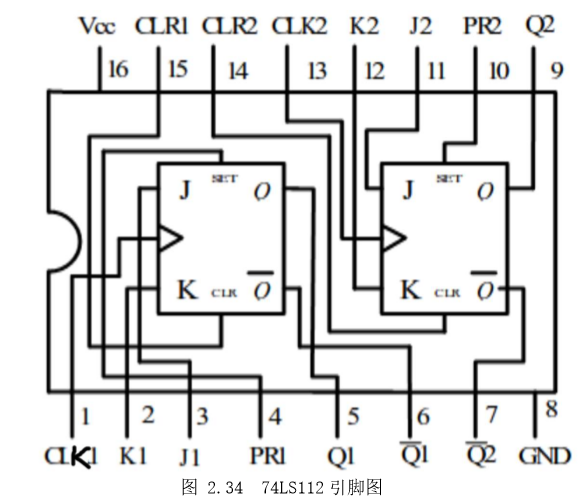 Vcc CLR1 CLR2 CLK2 K2 J2 PR2 Q2
16 15 14 13 12 11 10 9
J SET Q J SET Q
K CLR Q̅ K CLR Q̅
1 2 3 4 5 6 7 8
CLK1 K1 J1 PR1 Q1 Q̅1 Q̅2 GND
图 2.34 74LS112 引脚图